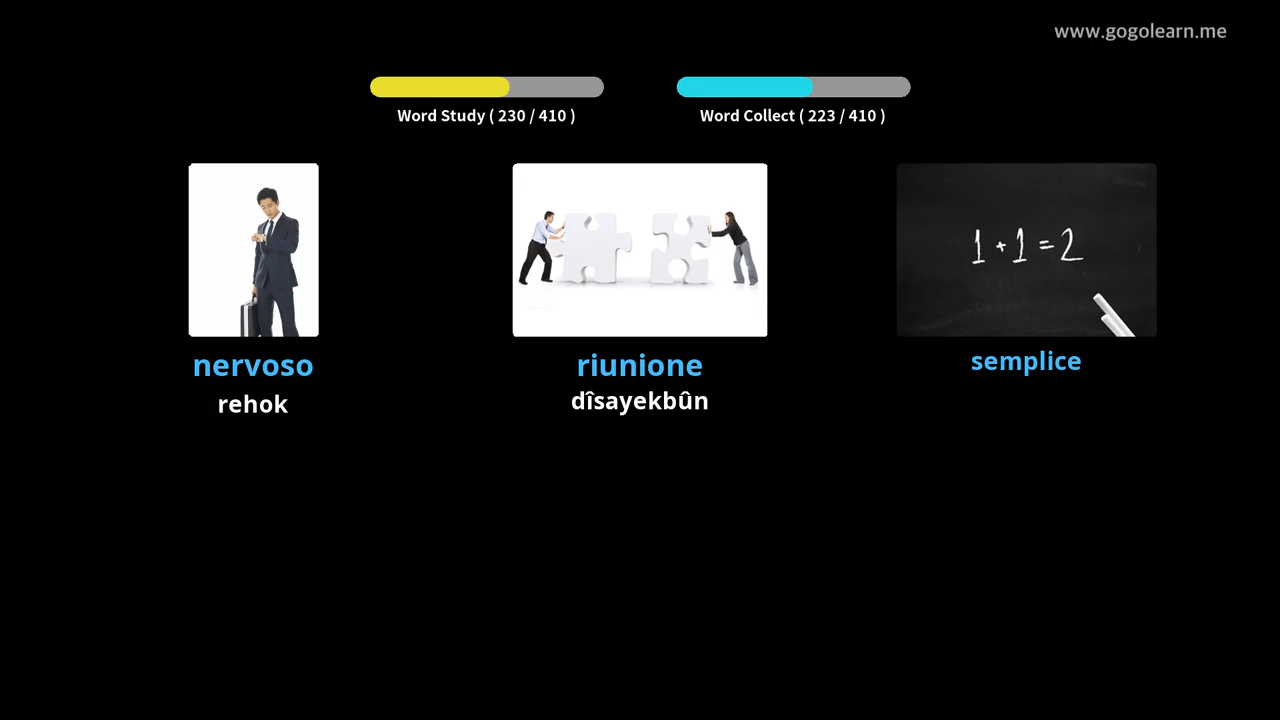 www.gogolearn.me
Word Study ( 230 / 410 )
Word Collect ( 223 / 410 )
1 + 1 = 2
nervoso
rehok
riunione
dîsayekbûn
semplice